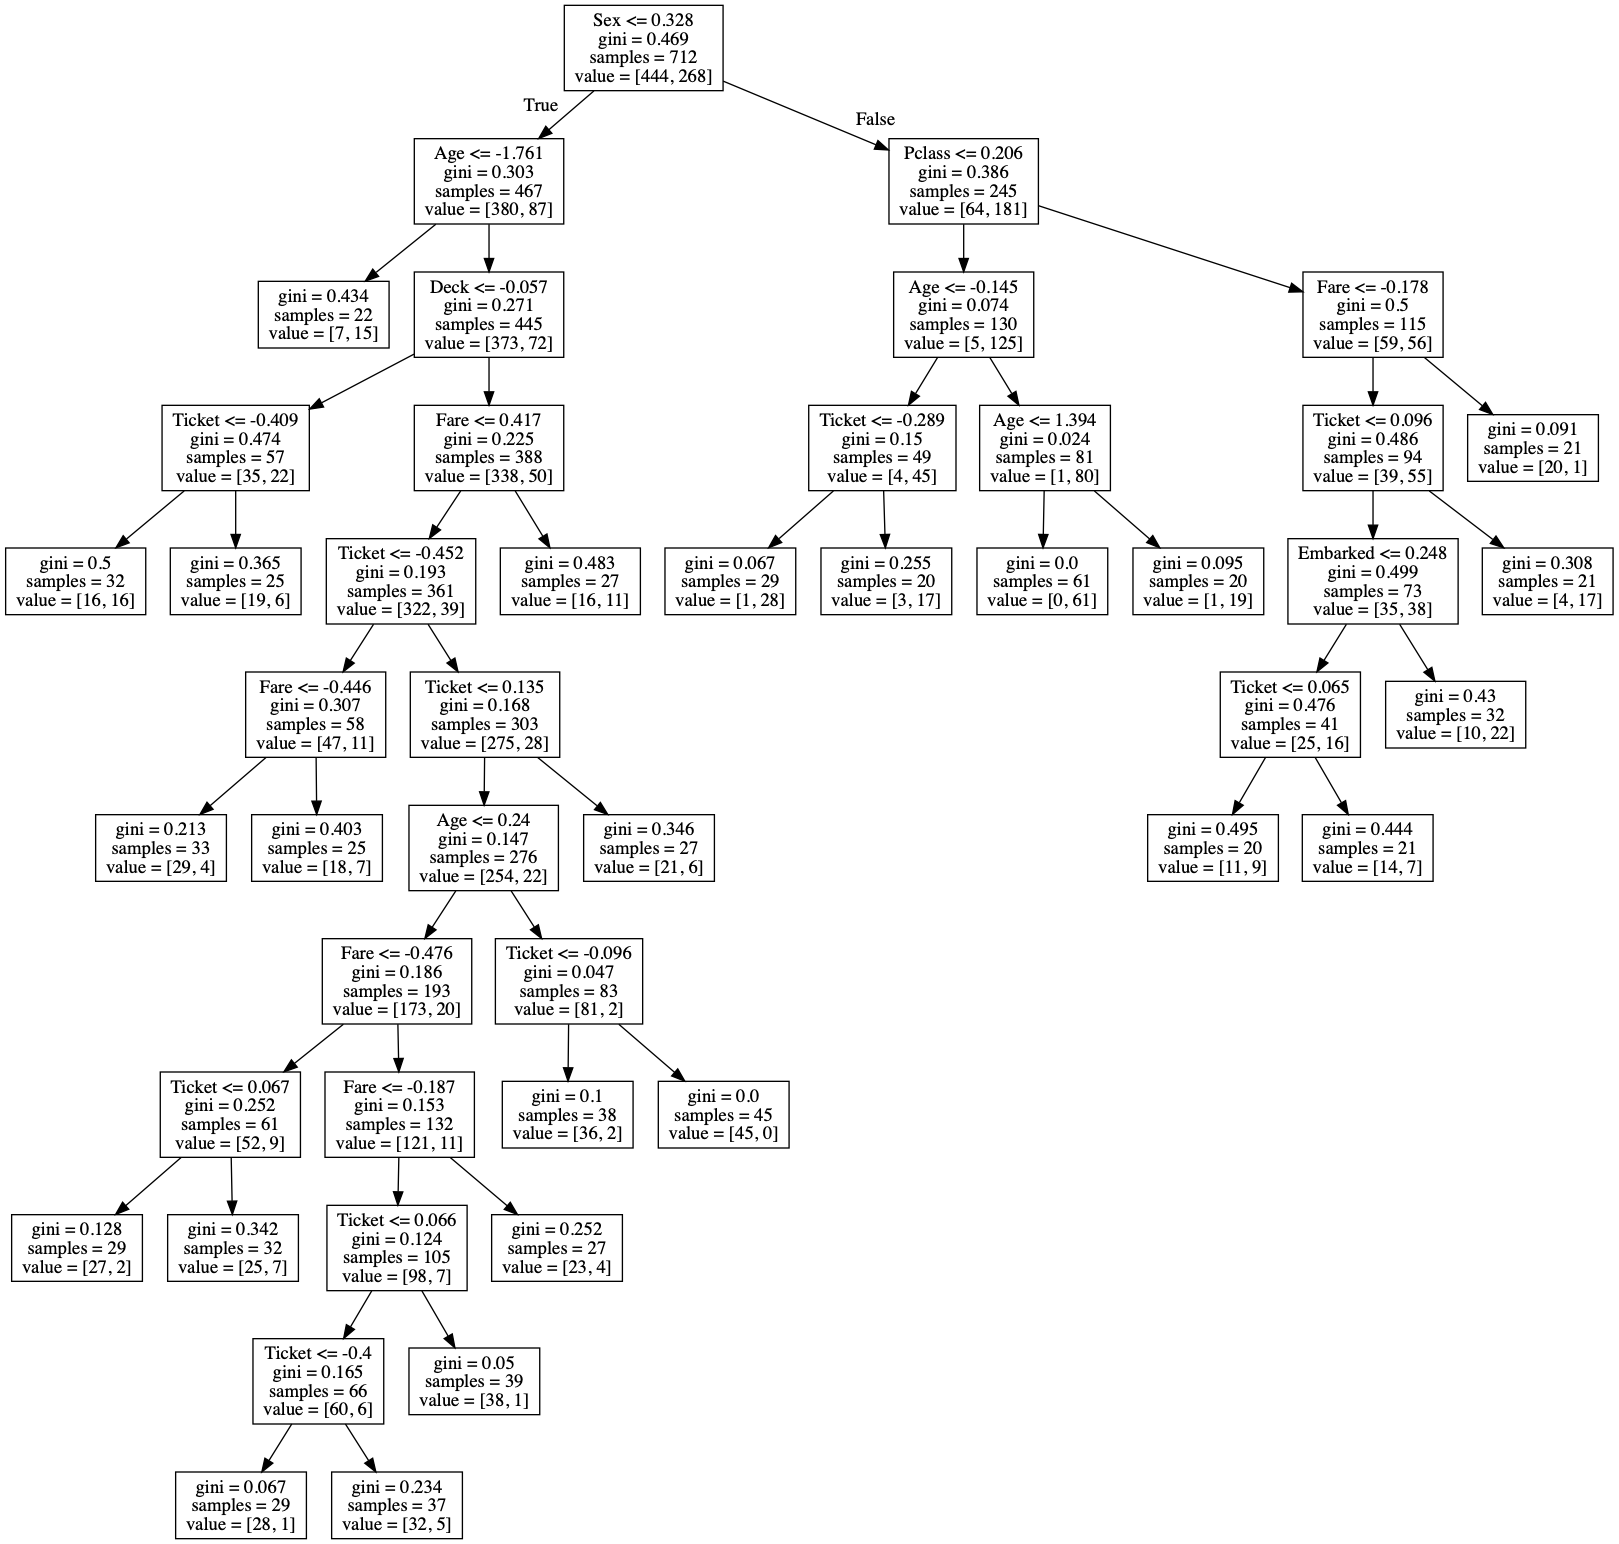 Sex <= 0.328
gini = 0.469
samples = 712
value = [444, 268]
True
False
Age <= -1.761
gini = 0.303
samples = 467
value = [380, 87]
Pclass <= 0.206
gini = 0.386
samples = 245
value = [64, 181]
gini = 0.434
samples = 22
value = [7, 15]
Deck <= -0.057
gini = 0.271
samples = 445
value = [373, 72]
Age <= -0.145
gini = 0.074
samples = 130
value = [5, 125]
Fare <= -0.178
gini = 0.5
samples = 115
value = [59, 56]
Ticket <= -0.409
gini = 0.474
samples = 57
value = [35, 22]
Fare <= 0.417
gini = 0.225
samples = 388
value = [338, 50]
Ticket <= -0.289
gini = 0.15
samples = 49
value = [4, 45]
Age <= 1.394
gini = 0.024
samples = 81
value = [1, 80]
Ticket <= 0.096
gini = 0.486
samples = 94
value = [39, 55]
gini = 0.091
samples = 21
value = [20, 1]
gini = 0.5
samples = 32
value = [16, 16]
gini = 0.365
samples = 25
value = [19, 6]
Ticket <= -0.452
gini = 0.193
samples = 361
value = [322, 39]
gini = 0.483
samples = 27
value = [16, 11]
gini = 0.067
samples = 29
value = [1, 28]
gini = 0.255
samples = 20
value = [3, 17]
gini = 0.0
samples = 61
value = [0, 61]
gini = 0.095
samples = 20
value = [1, 19]
Embarked <= 0.248
gini = 0.499
samples = 73
value = [35, 38]
gini = 0.308
samples = 21
value = [4, 17]
Fare <= -0.446
gini = 0.307
samples = 58
value = [47, 11]
Ticket <= 0.135
gini = 0.168
samples = 303
value = [275, 28]
Ticket <= 0.065
gini = 0.476
samples = 41
value = [25, 16]
gini = 0.43
samples = 32
value = [10, 22]
gini = 0.213
samples = 33
value = [29, 4]
gini = 0.403
samples = 25
value = [18, 7]
Age <= 0.24
gini = 0.147
samples = 276
value = [254, 22]
gini = 0.346
samples = 27
value = [21, 6]
gini = 0.495
samples = 20
value = [11, 9]
gini = 0.444
samples = 21
value = [14, 7]
Fare <= -0.476
gini = 0.186
samples = 193
value = [173, 20]
Ticket <= -0.096
gini = 0.047
samples = 83
value = [81, 2]
Ticket <= 0.067
gini = 0.252
samples = 61
value = [52, 9]
Fare <= -0.187
gini = 0.153
samples = 132
value = [121, 11]
gini = 0.1
samples = 38
value = [36, 2]
gini = 0.0
samples = 45
value = [45, 0]
gini = 0.128
samples = 29
value = [27, 2]
gini = 0.342
samples = 32
value = [25, 7]
Ticket <= 0.066
gini = 0.124
samples = 105
value = [98, 7]
gini = 0.252
samples = 27
value = [23, 4]
Ticket <= -0.4
gini = 0.165
samples = 66
value = [60, 6]
gini = 0.05
samples = 39
value = [38, 1]
gini = 0.067
samples = 29
value = [28, 1]
gini = 0.234
samples = 37
value = [32, 5]